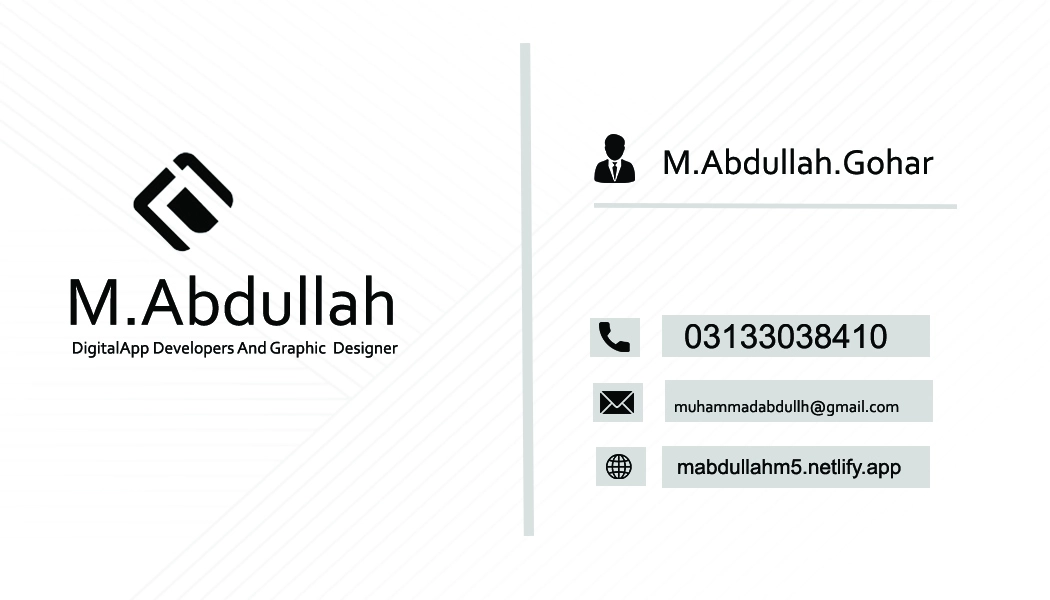 M.Abdullah
DigitalApp Developers And Graphic Designer
M.Abdullah.Gohar
03133038410
muhammadabdullh@gmail.com
mabdullahm5.netlify.app